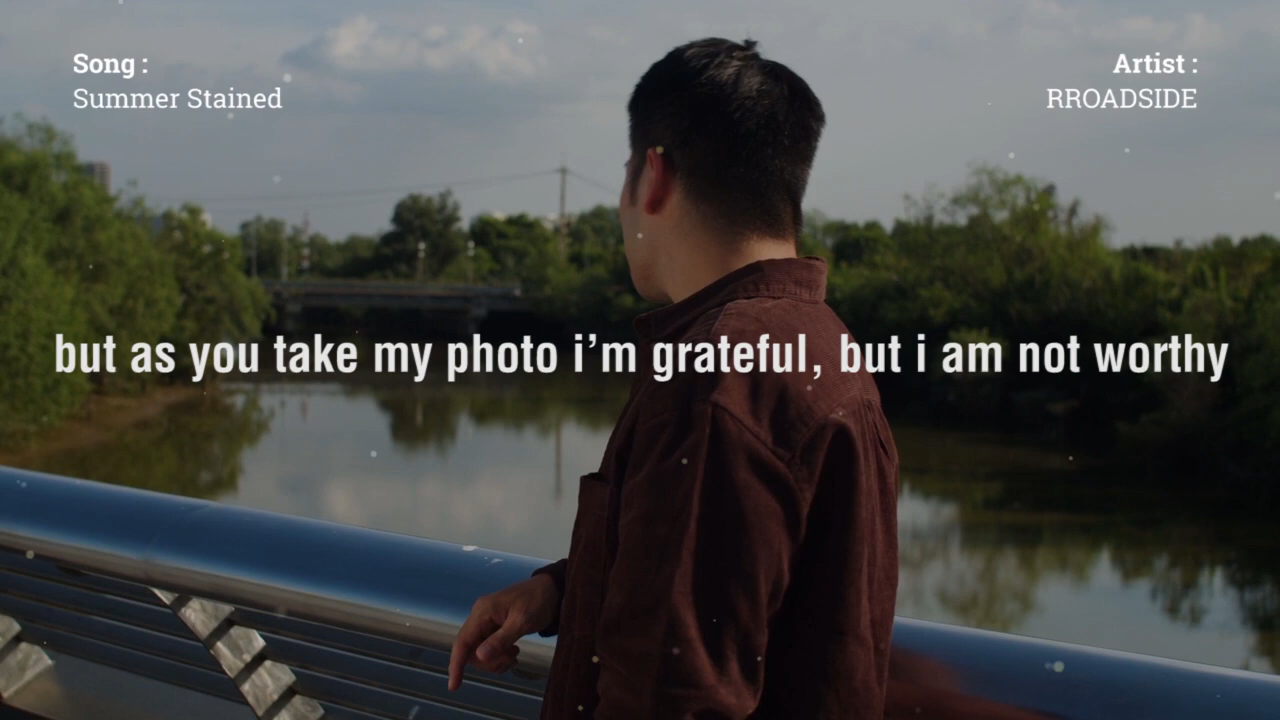 Song :
Summer Stained
Artist :
RROADSIDE
but as you take my photo i’m grateful, but i am not worthy